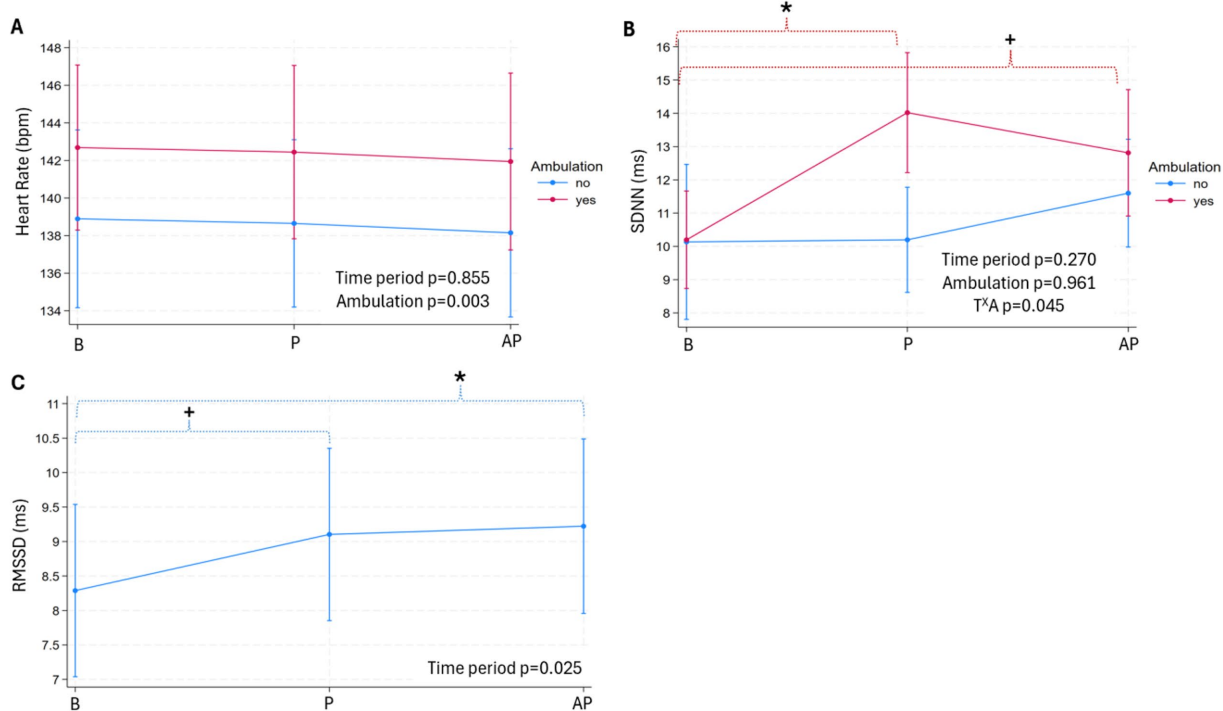 A
Heart Rate (bpm)
148
146
144
142
140
138
136
134
B
P
AP
Time period p=0.855
Ambulation p=0.003
Ambulation
no
yes
B
*
+
SDNN (ms)
16
15
14
13
12
11
10
9
8
B
P
AP
Time period p=0.270
Ambulation p=0.961
TˣA p=0.045
Ambulation
no
yes
C
*
+
RMSSD (ms)
11
10.5
10
9.5
9
8.5
8
7.5
7
B
P
AP
Time period p=0.025